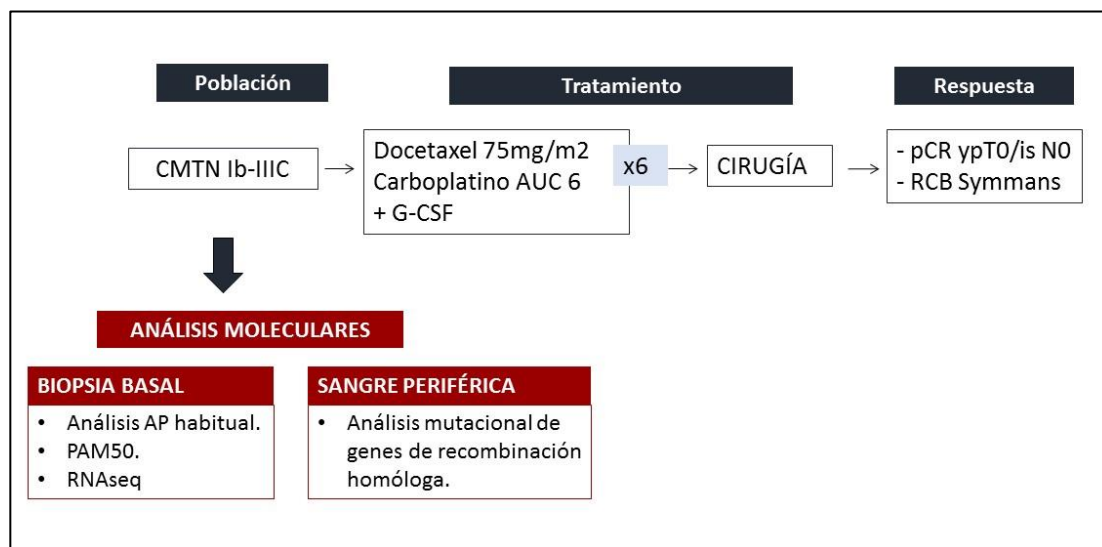 Población
Tratamiento
Respuesta
CMTN Ib-IIIC
Docetaxel 75mg/m2
Carboplatino AUC 6
+ G-CSF
x6
CIRUGÍA
- pCR ypT0/is N0
- RCB Symmans
ANÁLISIS MOLECULARES
BIOPSIA BASAL
• Análisis AP habitual.
• PAM50.
• RNAseq
SANGRE PERIFÉRICA
• Análisis mutacional de
genes de recombinación
homóloga.